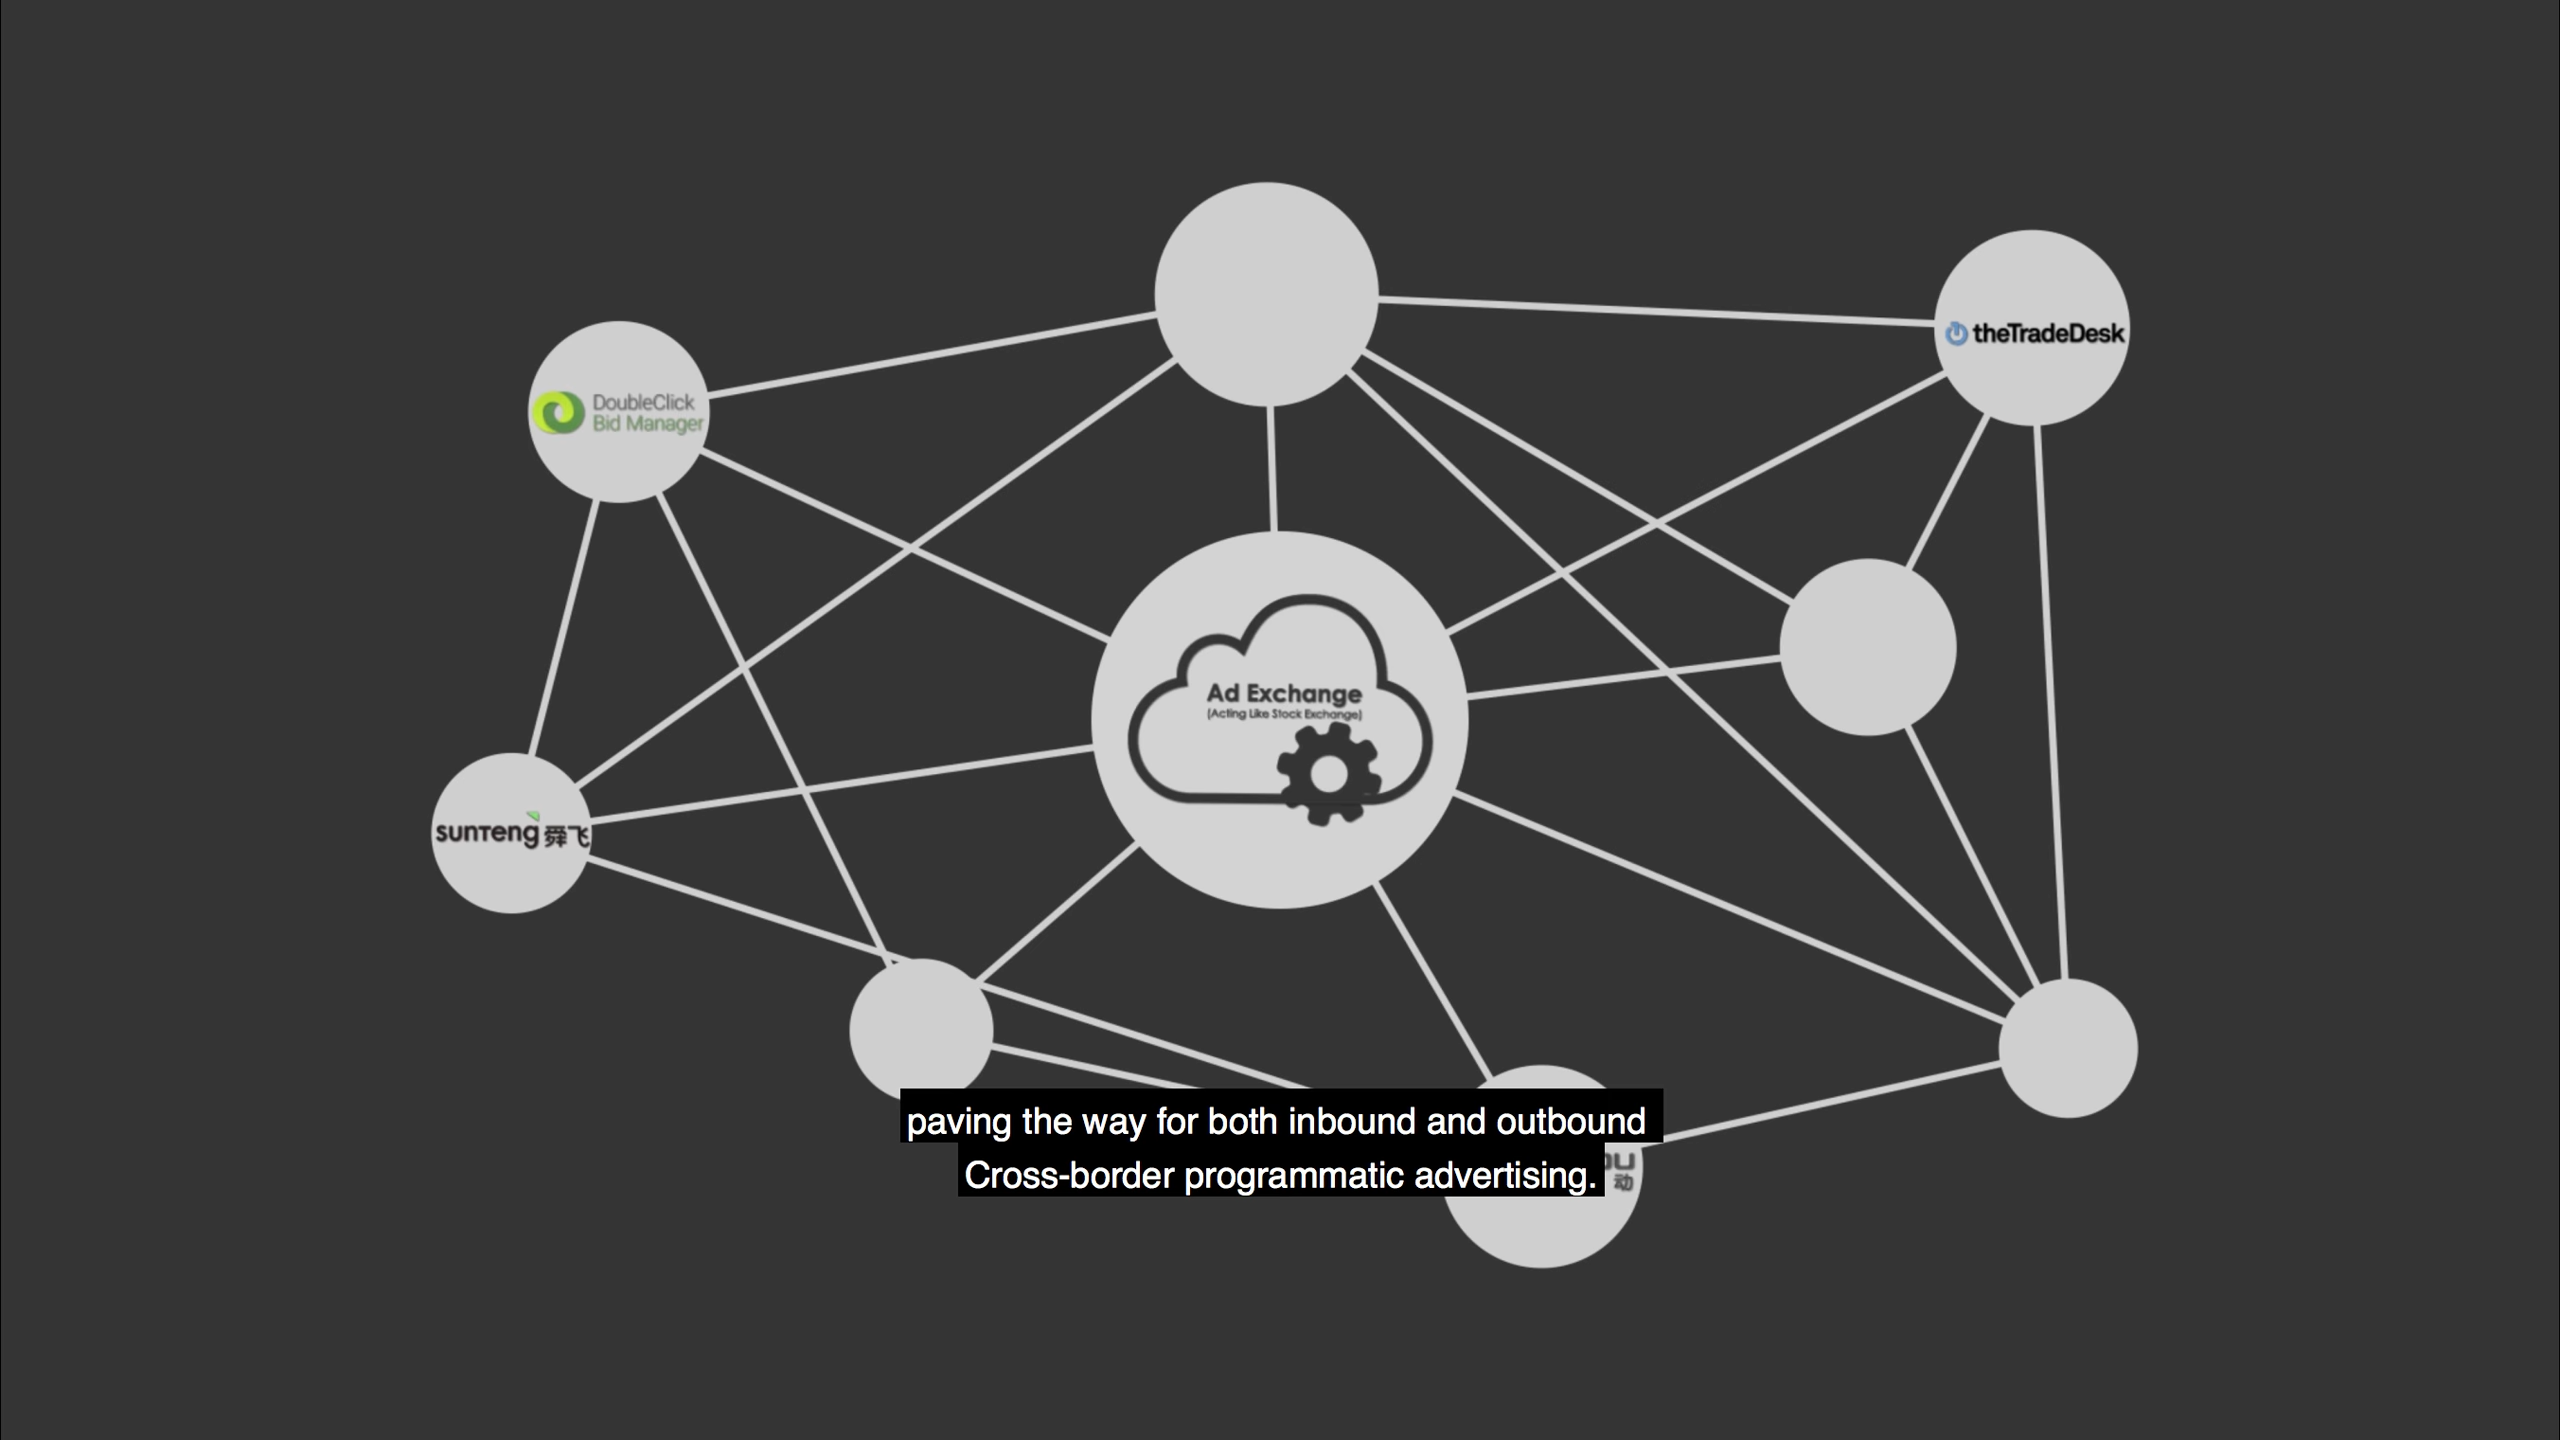 theTradeDesk
DoubleClick
Bid Manager
Ad Exchange
(Acting Like Stock Exchange)
sunteng 舜飞
paving the way for both inbound and outbound
Cross-border programmatic advertising.
动